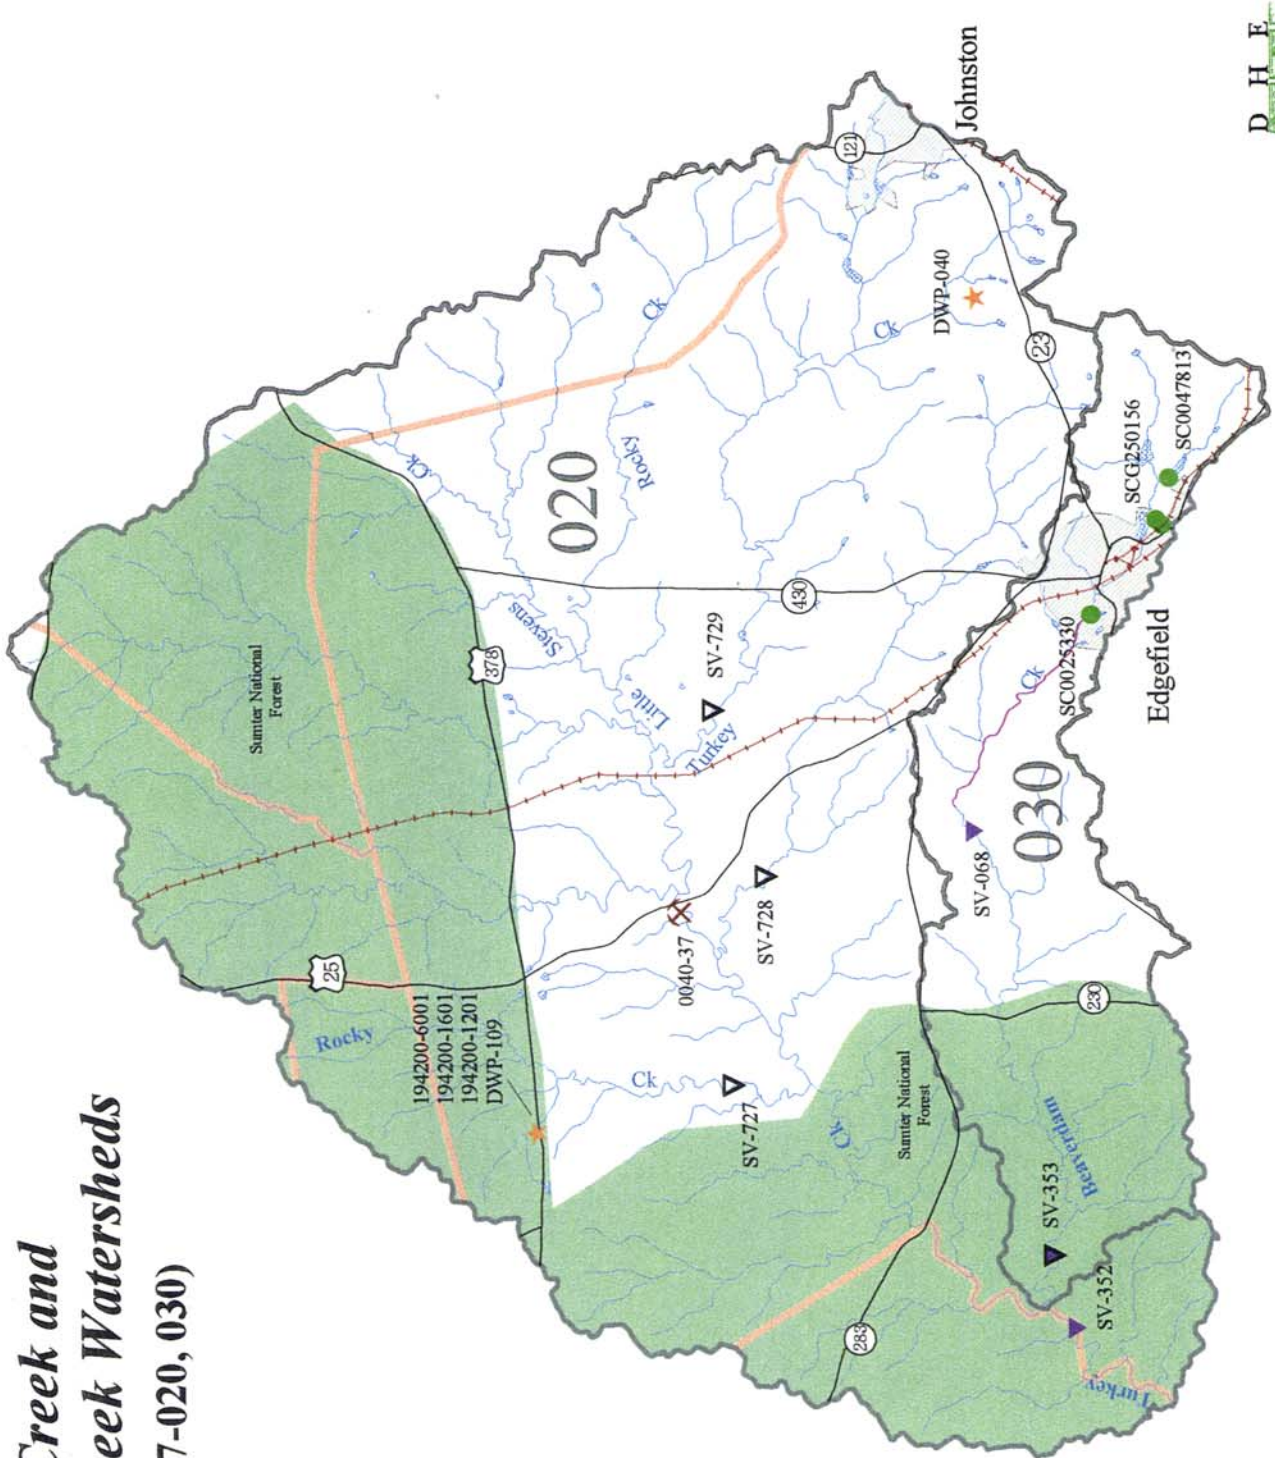 Creek and
eek Watersheds
7-020, 030)
Sumter National
Forest
Rocky
25
378
194200-6001
194200-1601
194200-1201
DWP-109
Ck
Stevens
Little
020
Rocky
Ck
Ck
SV-729
Turkey
430
0040-37
SV-728
SV-727
Ck
121
Johnston
DWP-040
Ck
23
SCG250156
SC0047813
SC0025330
Edgefield
Ck
030
SV-068
230
Sumter National
Forest
Ck
283
Beaverdam
SV-353
SV-352
Turkey
D H E